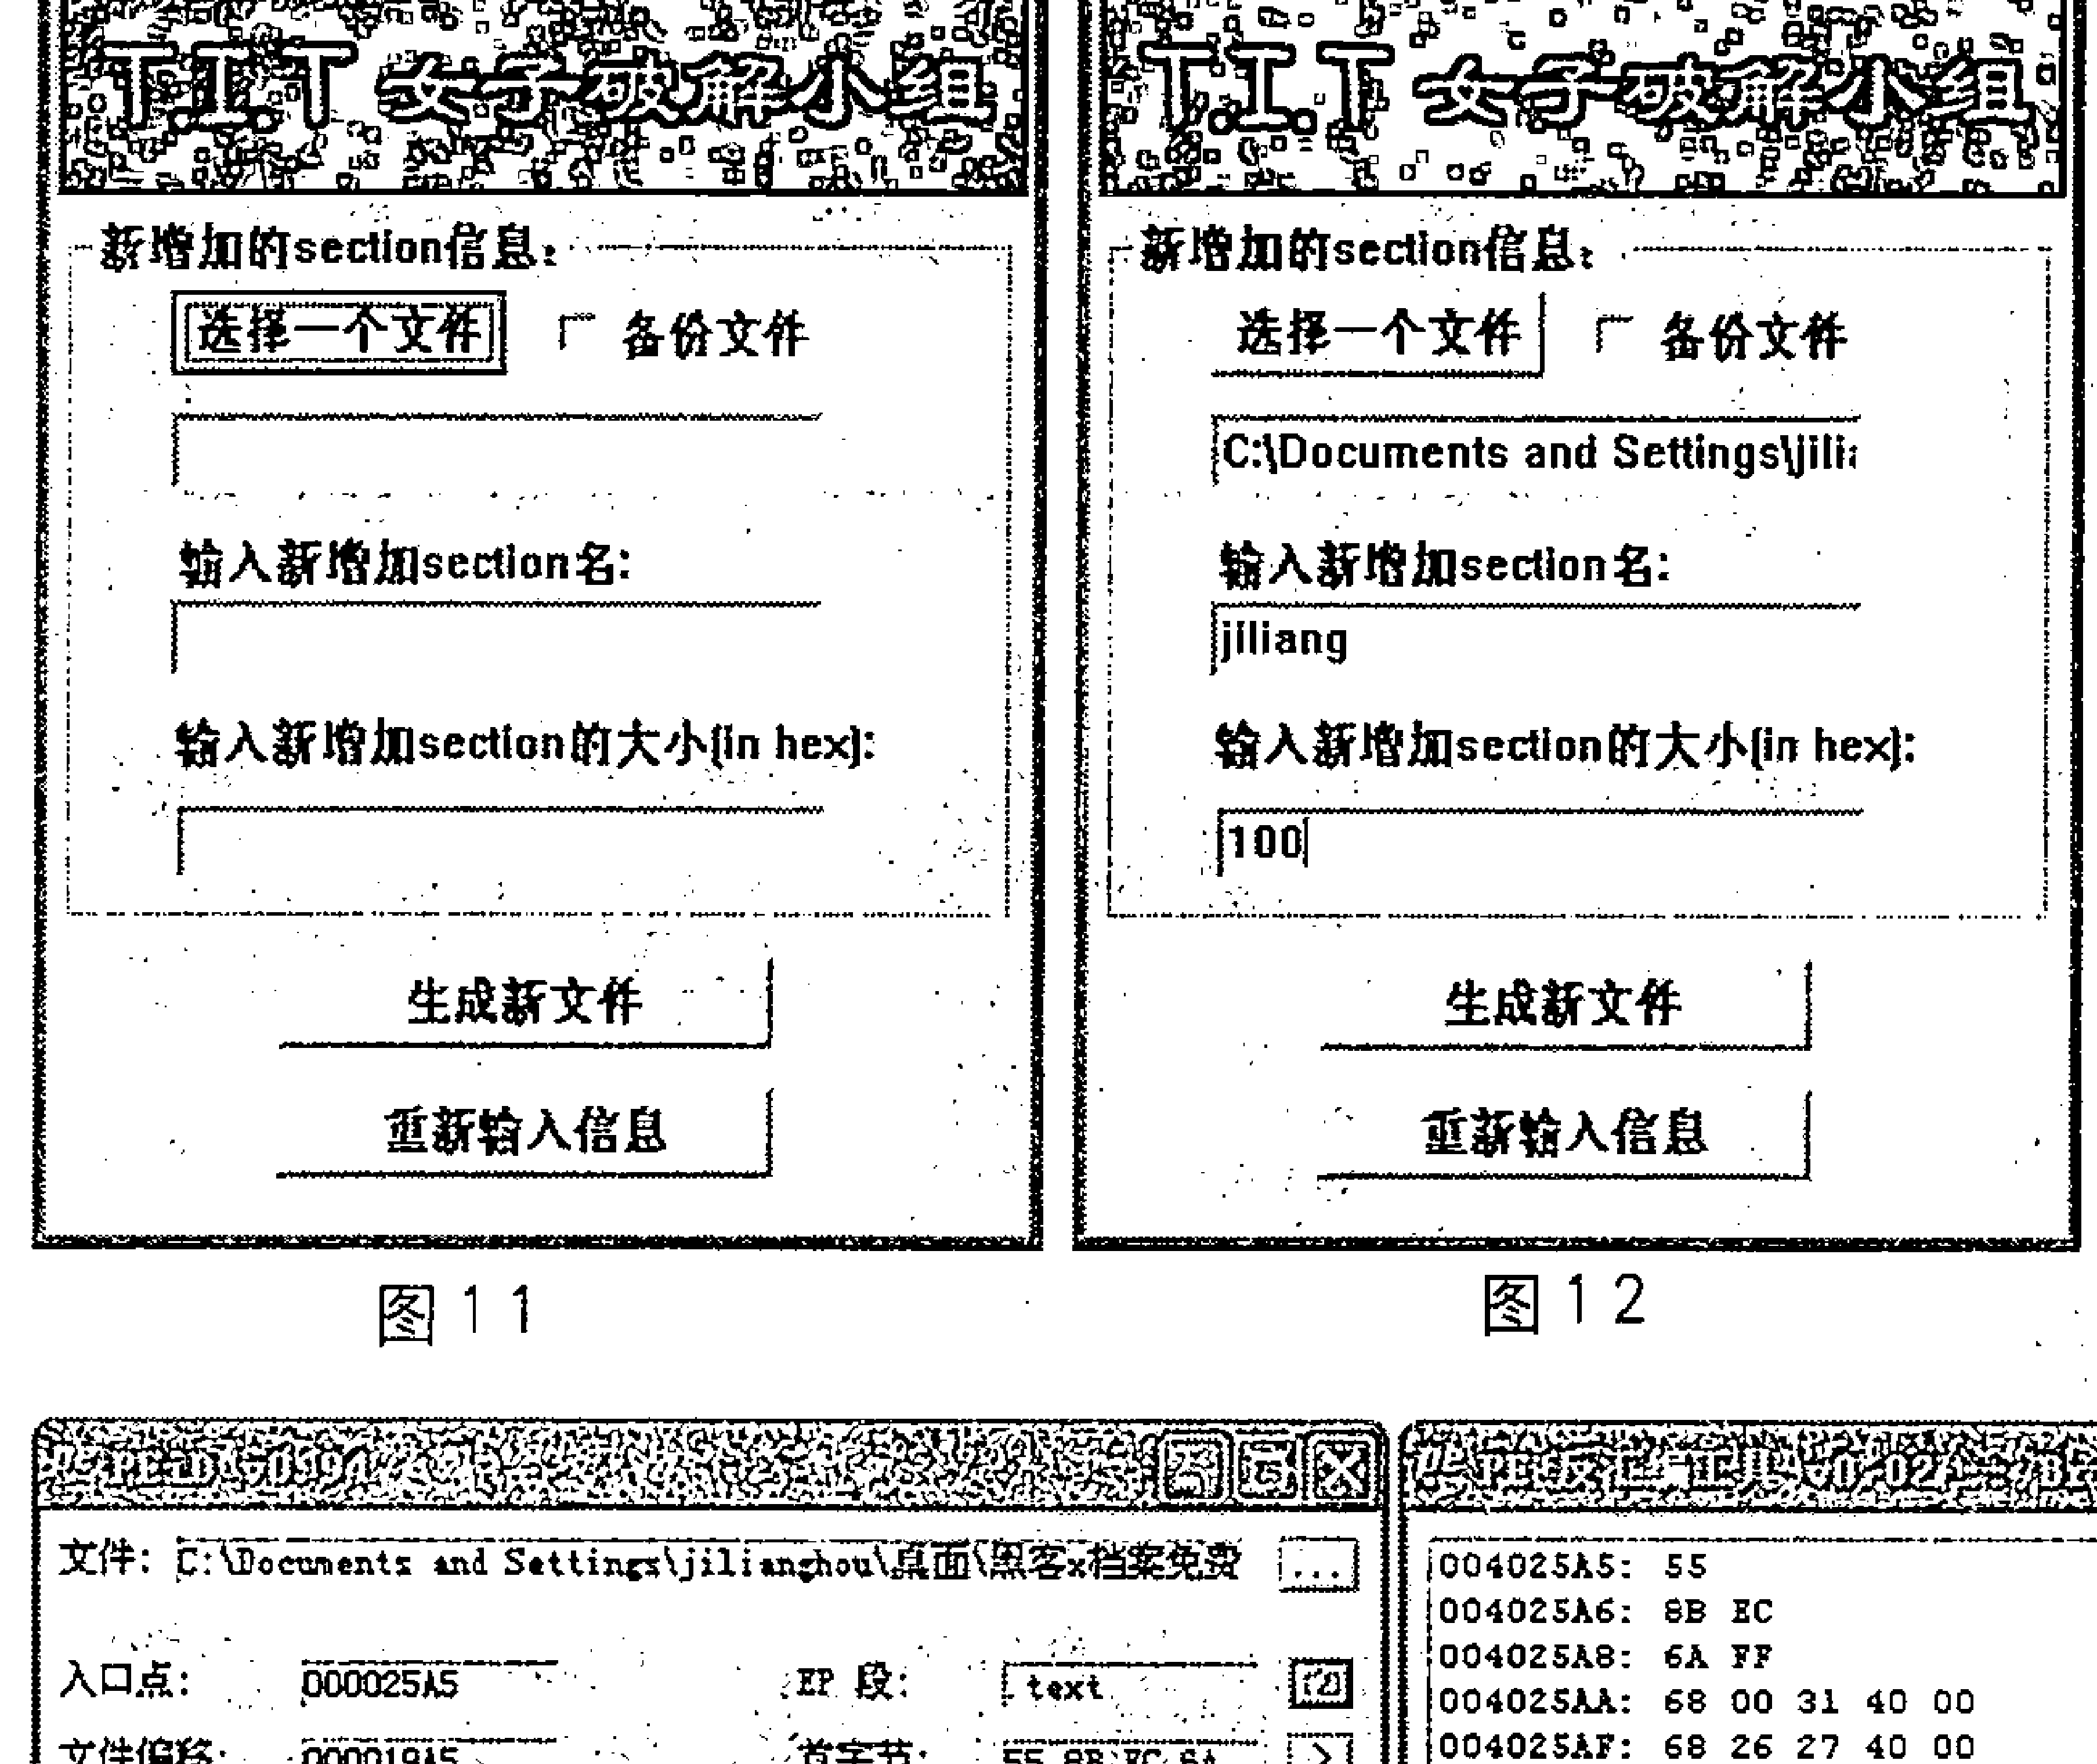 T.I.T 女子破解小组
新增加的section信息:
选择一个文件 备份文件
输入新增加section名:
输入新增加section的大小(in hex):
生成新文件
重新输入信息
图11
T.I.T 女子破解小组
新增加的section信息:
选择一个文件 备份文件
C:\Documents and Settings\jili
输入新增加section名:
jiliang
输入新增加section的大小(in hex):
100
生成新文件
重新输入信息
图12
文件: C:\Documents and Settings\jilianghou\桌面\黑客x档案免费 ...
入口点: 000025A5 EP 段: .text
文件偏移: 000019A5 首字节: 55 8B EC 6A >
004025A5: 55
004025A6: 8B EC
004025A8: 6A FF
004025AA: 68 00 31 40 00
004025AF: 68 26 27 40 00